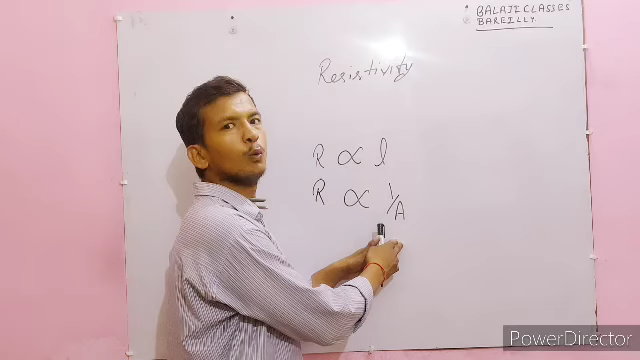 BALAJI CLASSES
BAREILLY.
Resistivity
R ∝ l
R ∝ 1/A
PowerDirector